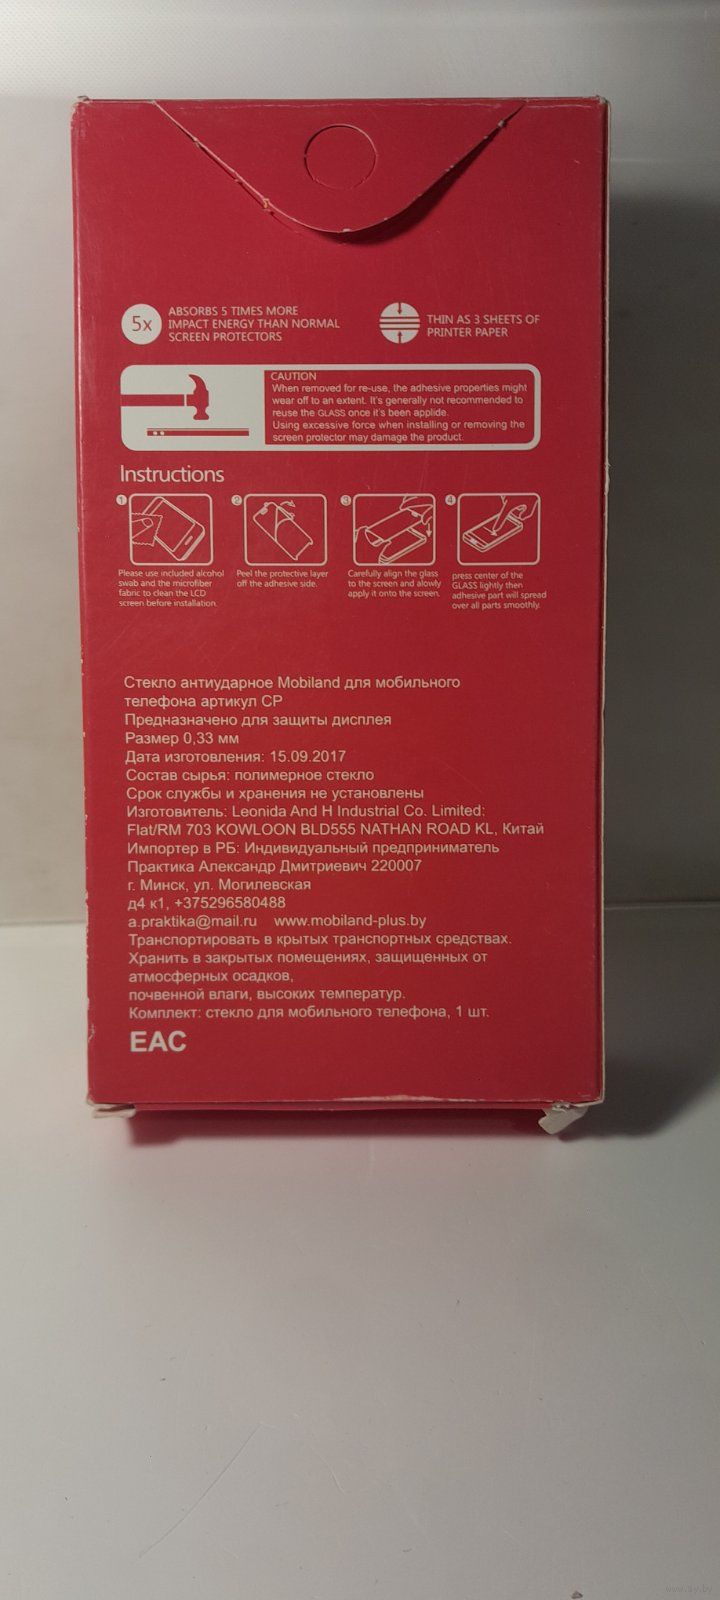 5x
ABSORBS 5 TIMES MORE
IMPACT ENERGY THAN NORMAL
SCREEN PROTECTORS
THIN AS 3 SHEETS OF
PRINTER PAPER
CAUTION
When removed for re-use, the adhesive properties might
wear off to an extent. It's generally not recommended to
reuse the GLASS once it's been applide.
Using excessive force when installing or removing the
screen protector may damage the product.
Instructions
1
Please use included alcohol
swab and the microfiber
fabric to clean the LCD
screen before installation.
2
Peel the protective layer
off the adhesive side.
3
Carefully align the glass
to the screen and alowly
apply it onto the screen.
4
press center of the
GLASS lightly then
adhesive part will spread
over all parts smoothly.
Стекло антиударное Mobiland для мобильного
телефона артикул СР
Предназначено для защиты дисплея
Размер 0,33 мм
Дата изготовления: 15.09.2017
Состав сырья: полимерное стекло
Срок службы и хранения не установлены
Изготовитель: Leonida And H Industrial Co. Limited:
Flat/RM 703 KOWLOON BLD555 NATHAN ROAD KL, Китай
Импортер в РБ: Индивидуальный предприниматель
Практика Александр Дмитриевич 220007
г. Минск, ул. Могилевская
д4 к1, +375296580488
a.praktika@mail.ru www.mobiland-plus.by
Транспортировать в крытых транспортных средствах.
Хранить в закрытых помещениях, защищенных от
атмосферных осадков,
почвенной влаги, высоких температур.
Комплект: стекло для мобильного телефона, 1 шт.
EAC
www.ay.by